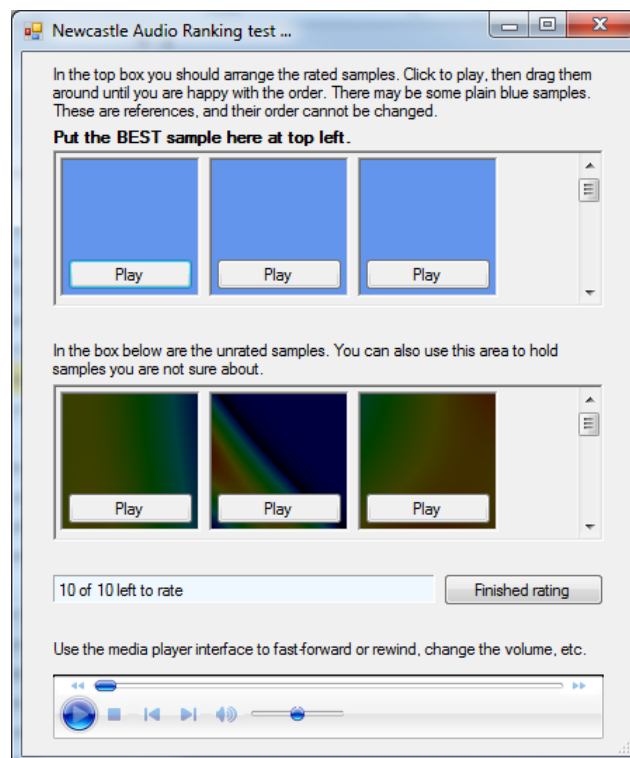 Newcastle Audio Ranking test ...
In the top box you should arrange the rated samples. Click to play, then drag them
around until you are happy with the order. There may be some plain blue samples.
These are references, and their order cannot be changed.
Put the BEST sample here at top left.
Play Play Play
In the box below are the unrated samples. You can also use this area to hold
samples you are not sure about.
Play Play Play
10 of 10 left to rate Finished rating
Use the media player interface to fast-forward or rewind, change the volume, etc.